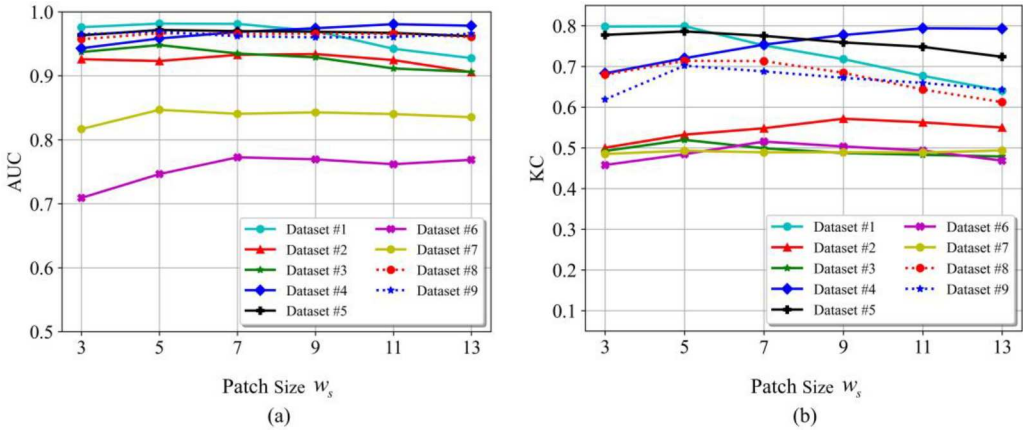 1.0
0.9
0.8
0.7
0.6
0.5
AUC
3 5 7 9 11 13
Dataset #1
Dataset #2
Dataset #3
Dataset #4
Dataset #5
Dataset #6
Dataset #7
Dataset #8
Dataset #9
Patch Size w_s
(a)
0.8
0.7
0.6
0.5
0.4
0.3
0.2
0.1
KC
3 5 7 9 11 13
Dataset #1
Dataset #2
Dataset #3
Dataset #4
Dataset #5
Dataset #6
Dataset #7
Dataset #8
Dataset #9
Patch Size w_s
(b)